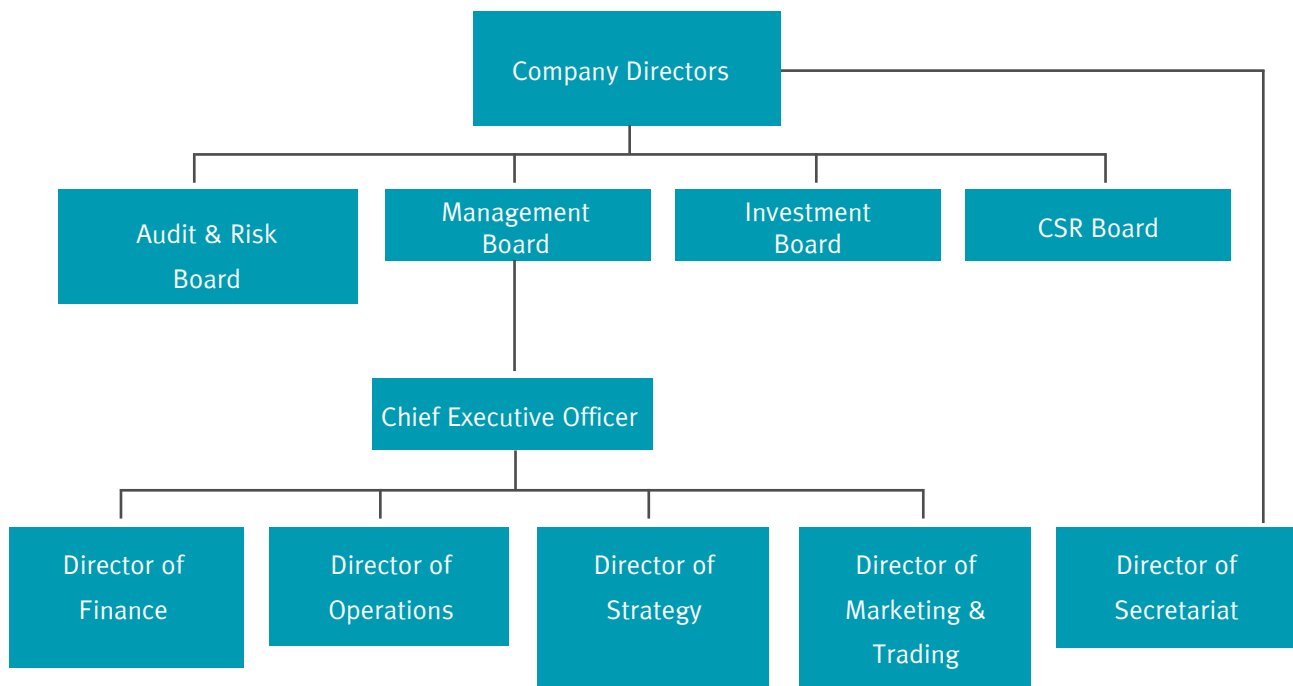 Company Directors
Audit & Risk
Board
Management
Board
Investment
Board
CSR Board
Chief Executive Officer
Director of
Finance
Director of
Operations
Director of
Strategy
Director of
Marketing &
Trading
Director of
Secretariat